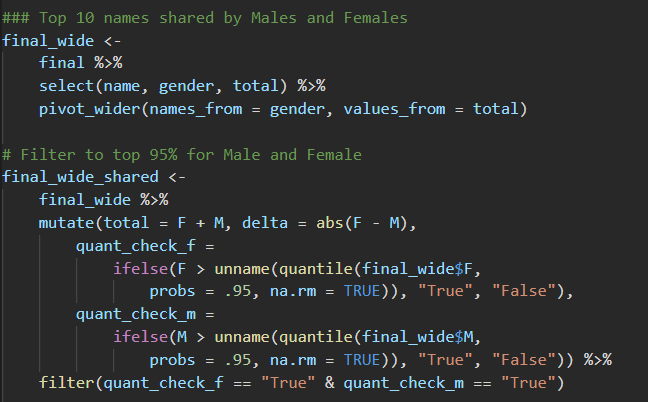 ### Top 10 names shared by Males and Females
final_wide <-
final %>%
select(name, gender, total) %>%
pivot_wider(names_from = gender, values_from = total)
# Filter to top 95% for Male and Female
final_wide_shared <-
final_wide %>%
mutate(total = F + M, delta = abs(F - M),
quant_check_f =
ifelse(F > unname(quantile(final_wide$F,
probs = .95, na.rm = TRUE)), "True", "False"),
quant_check_m =
ifelse(M > unname(quantile(final_wide$M,
probs = .95, na.rm = TRUE)), "True", "False")) %>%
filter(quant_check_f == "True" & quant_check_m == "True")